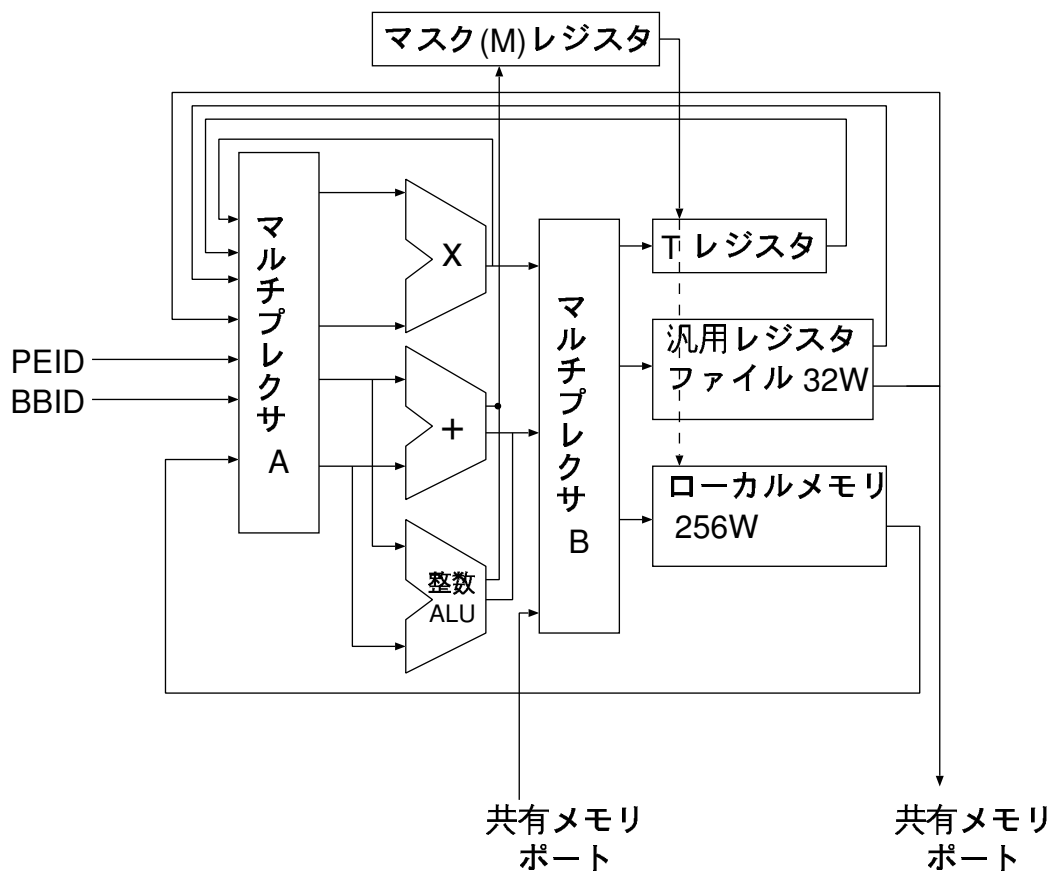 マスク(M)レジスタ
マルチプレクサ
A
X
+
整数
ALU
マルチプレクサ
B
T レジスタ
汎用レジスタ
ファイル 32W
ローカルメモリ
256W
PEID
BBID
共有メモリ
ポート
共有メモリ
ポート